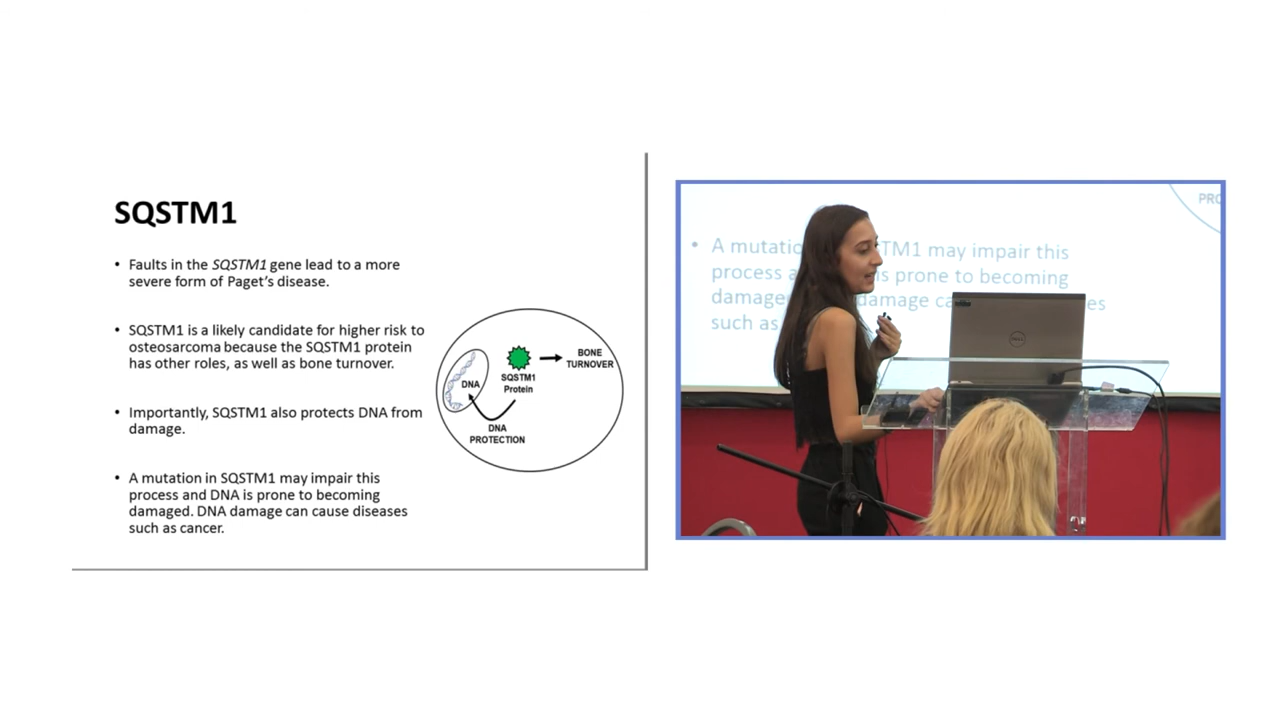 SQSTM1
• Faults in the SQSTM1 gene lead to a more
severe form of Paget's disease.
• SQSTM1 is a likely candidate for higher risk to
osteosarcoma because the SQSTM1 protein
has other roles, as well as bone turnover.
• Importantly, SQSTM1 also protects DNA from
damage.
• A mutation in SQSTM1 may impair this
process and DNA is prone to becoming
damaged. DNA damage can cause diseases
such as cancer.
DNA
SQSTM1
Protein
BONE
TURNOVER
DNA
PROTECTION
PRO
• A mutatio TM1 may impair this
process a is prone to becoming
damage damage ca es
such as
DELL